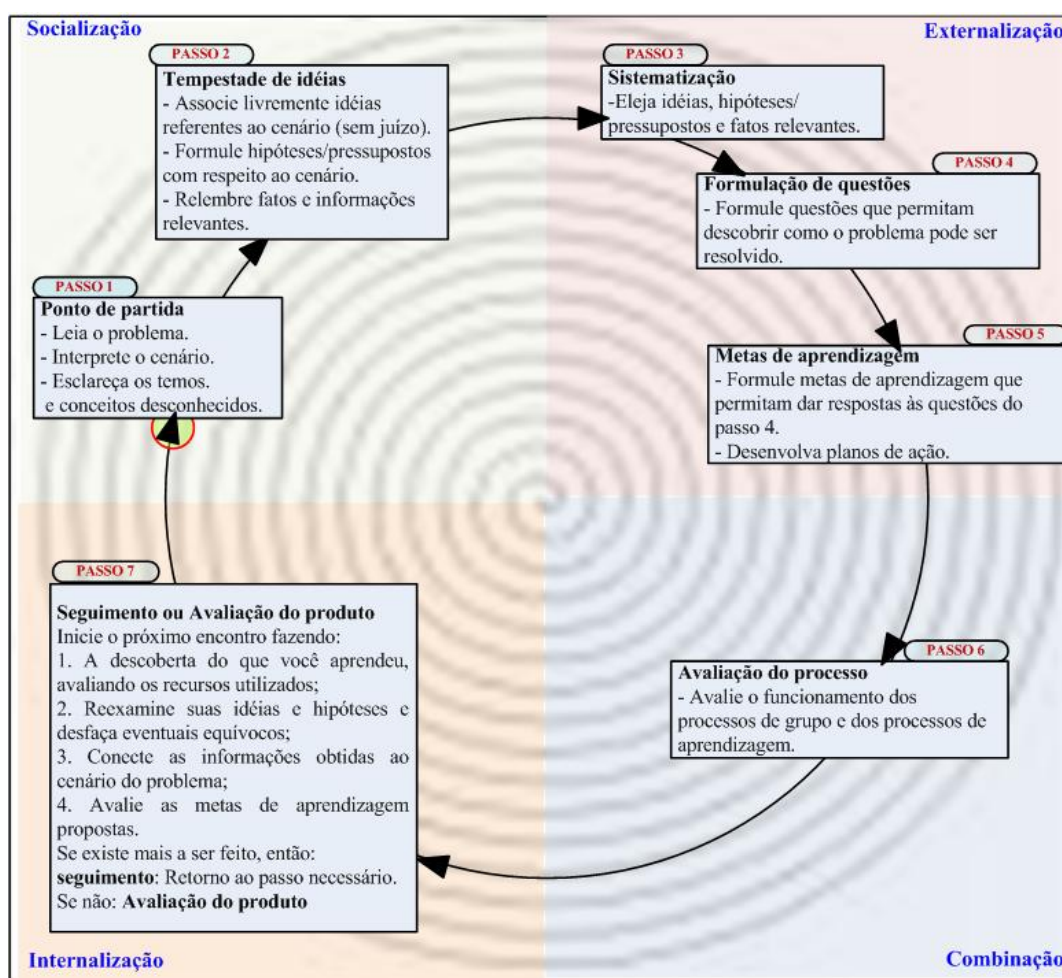 Socialização
Externalização
PASSO 2
Tempestade de idéias
- Associe livremente idéias
referentes ao cenário (sem juízo).
- Formule hipóteses/pressupostos
com respeito ao cenário.
- Relembre fatos e informações
relevantes.
PASSO 3
Sistematização
-Eleja idéias, hipóteses/
pressupostos e fatos relevantes.
PASSO 4
Formulação de questões
- Formule questões que permitam
descobrir como o problema pode ser
resolvido.
PASSO 1
Ponto de partida
- Leia o problema.
- Interprete o cenário.
- Esclareça os temos.
e conceitos desconhecidos.
PASSO 5
Metas de aprendizagem
- Formule metas de aprendizagem que
permitam dar respostas às questões do
passo 4.
- Desenvolva planos de ação.
PASSO 7
Seguimento ou Avaliação do produto
Inicie o próximo encontro fazendo:
1. A descoberta do que você aprendeu,
avaliando os recursos utilizados;
2. Reexamine suas idéias e hipóteses e
desfaça eventuais equívocos;
3. Conecte as informações obtidas ao
cenário do problema;
4. Avalie as metas de aprendizagem
propostas.
Se existe mais a ser feito, então:
seguimento: Retorno ao passo necessário.
Se não: Avaliação do produto
PASSO 6
Avaliação do processo
- Avalie o funcionamento dos
processos de grupo e dos processos de
aprendizagem.
Internalização
Combinação